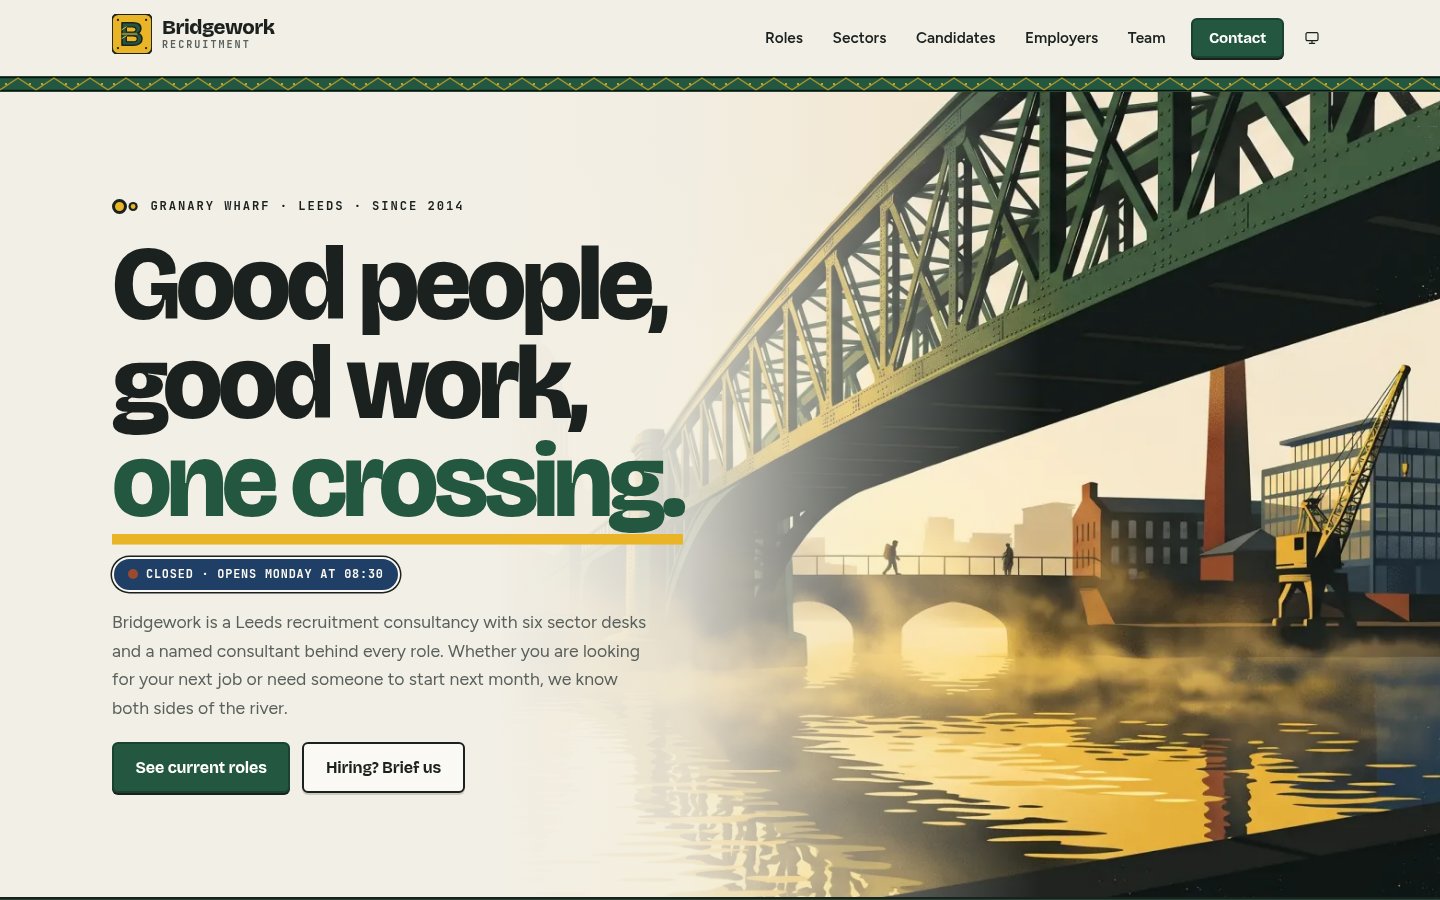 B
Bridgework
RECRUITMENT
Roles
Sectors
Candidates
Employers
Team
Contact
GRANARY WHARF · LEEDS · SINCE 2014
Good people,
good work,
one crossing.
CLOSED · OPENS MONDAY AT 08:30
Bridgework is a Leeds recruitment consultancy with six sector desks
and a named consultant behind every role. Whether you are looking
for your next job or need someone to start next month, we know
both sides of the river.
See current roles
Hiring? Brief us